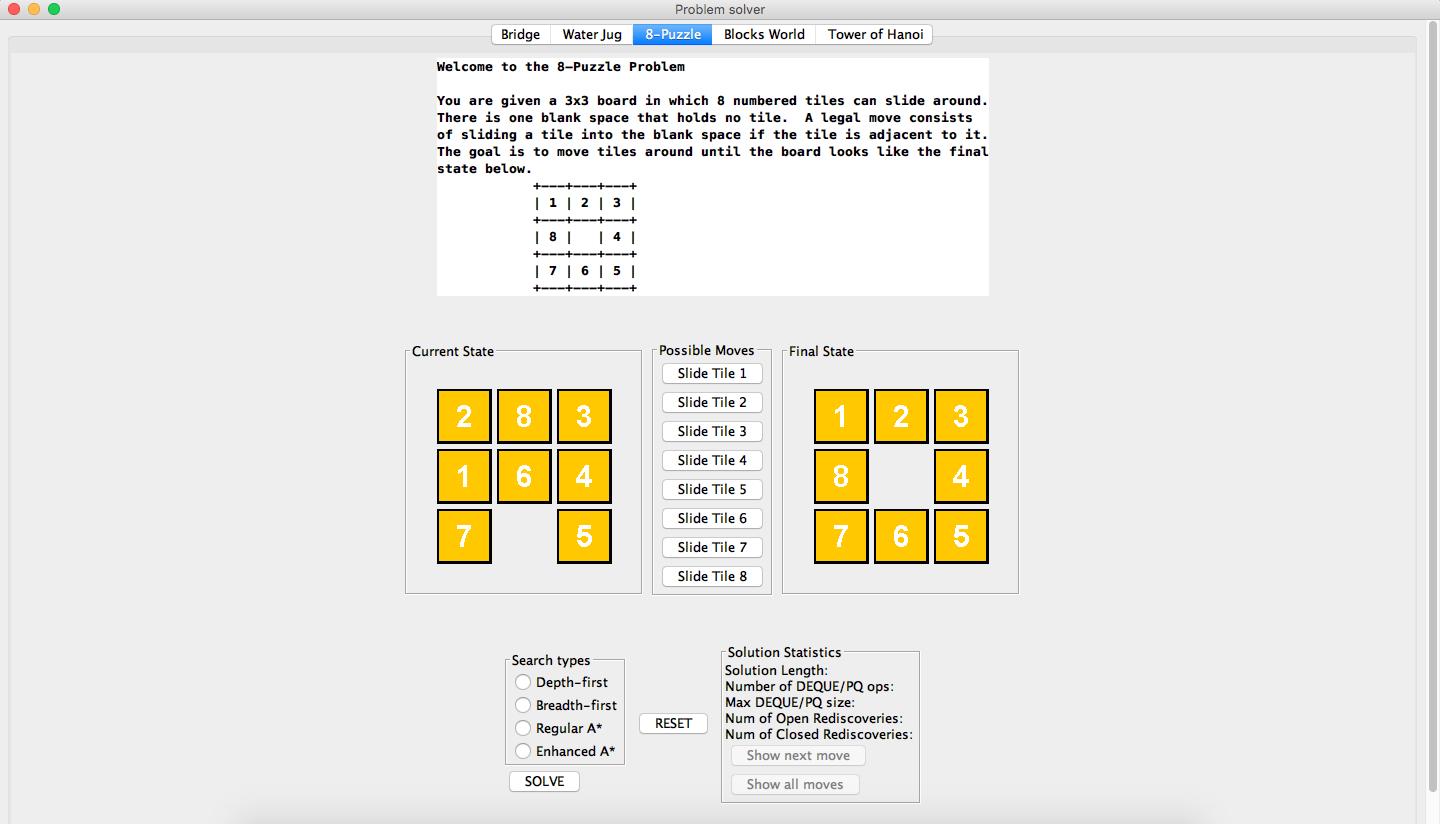 Problem solver
Bridge Water Jug 8-Puzzle Blocks World Tower of Hanoi
Welcome to the 8-Puzzle Problem
You are given a 3x3 board in which 8 numbered tiles can slide around.
There is one blank space that holds no tile. A legal move consists
of sliding a tile into the blank space if the tile is adjacent to it.
The goal is to move tiles around until the board looks like the final
state below.
+---+---+---+
| 1 | 2 | 3 |
+---+---+---+
| 8 |   | 4 |
+---+---+---+
| 7 | 6 | 5 |
+---+---+---+
Current State
2 8 3
1 6 4
7 5
Possible Moves
Slide Tile 1
Slide Tile 2
Slide Tile 3
Slide Tile 4
Slide Tile 5
Slide Tile 6
Slide Tile 7
Slide Tile 8
Final State
1 2 3
8 4
7 6 5
Search types
Depth-first
Breadth-first
Regular A*
Enhanced A*
SOLVE
RESET
Solution Statistics
Solution Length:
Number of DEQUE/PQ ops:
Max DEQUE/PQ size:
Num of Open Rediscoveries:
Num of Closed Rediscoveries:
Show next move
Show all moves